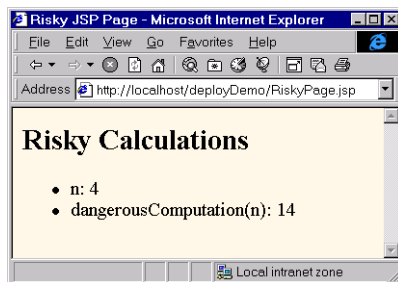 Risky JSP Page - Microsoft Internet Explorer
File Edit View Go Favorites Help
Address http://localhost/deployDemo/RiskyPage.jsp
Risky Calculations
• n: 4
• dangerousComputation(n): 14
Local intranet zone